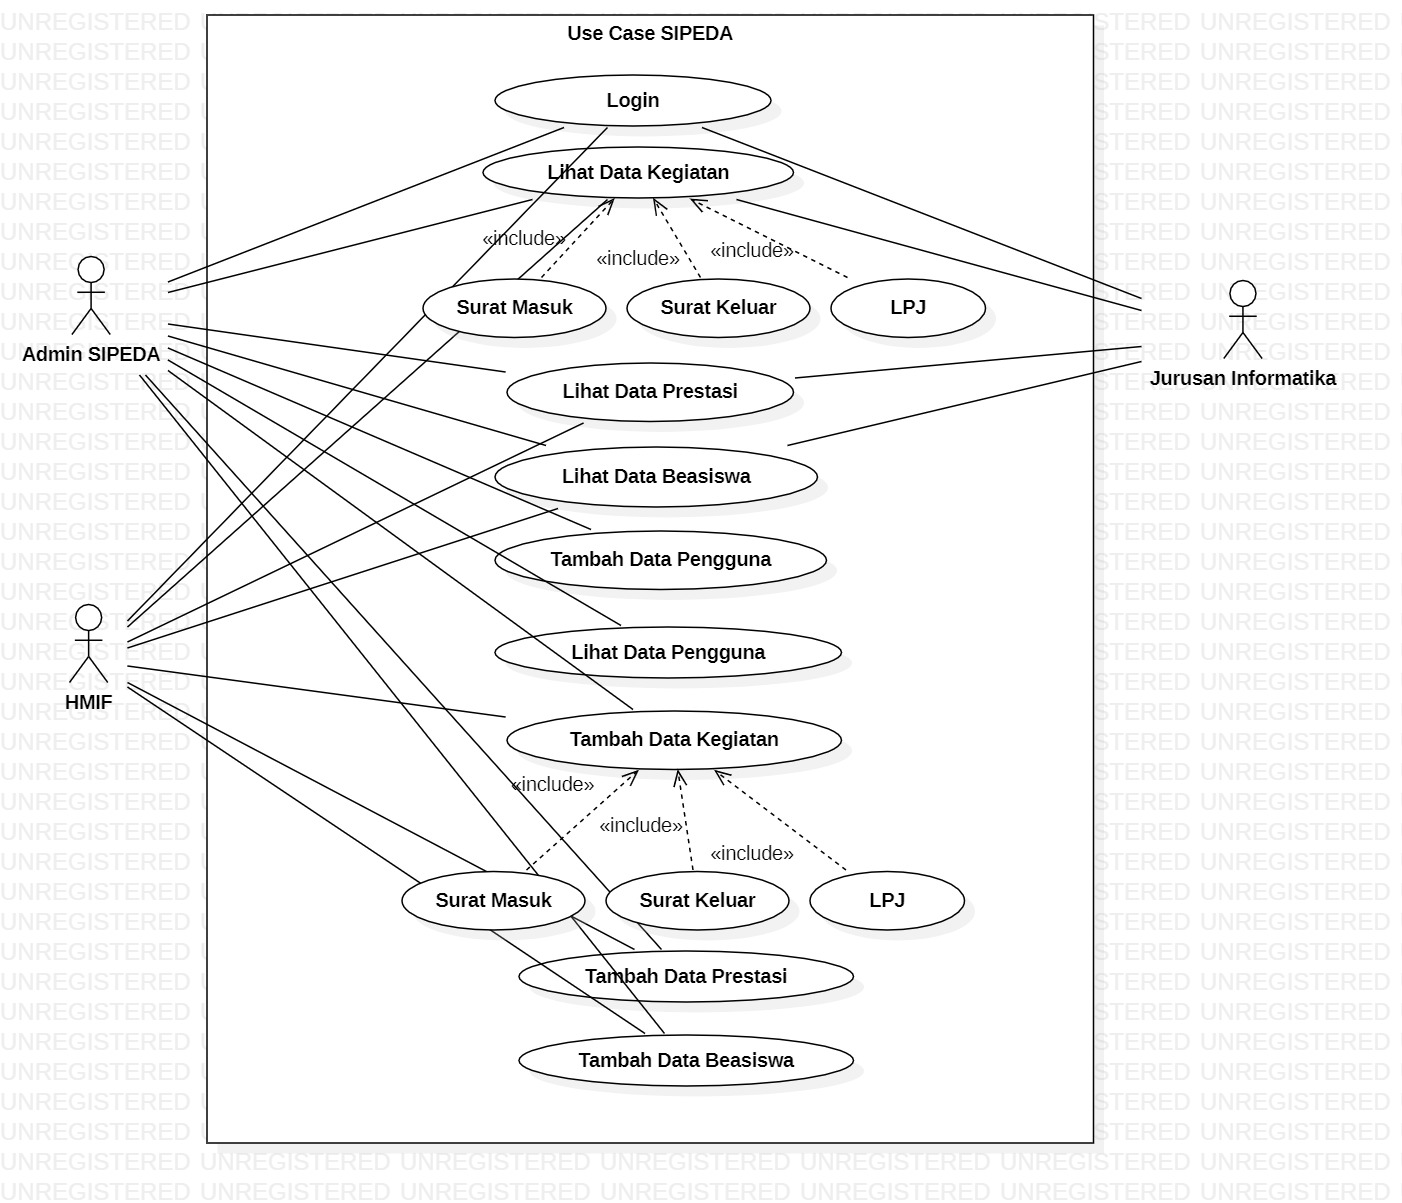 Use Case SIPEDA
Login
Lihat Data Kegiatan
«include»
«include»
«include»
Surat Masuk
Surat Keluar
LPJ
Admin SIPEDA
Jurusan Informatika
Lihat Data Prestasi
Lihat Data Beasiswa
Tambah Data Pengguna
Lihat Data Pengguna
HMIF
Tambah Data Kegiatan
«include»
«include»
«include»
Surat Masuk
Surat Keluar
LPJ
Tambah Data Prestasi
Tambah Data Beasiswa
UNREGISTERED UNREGISTERED UNREGISTERED UNREGISTERED UNREGISTERED UNREGISTERED UNREGISTERED